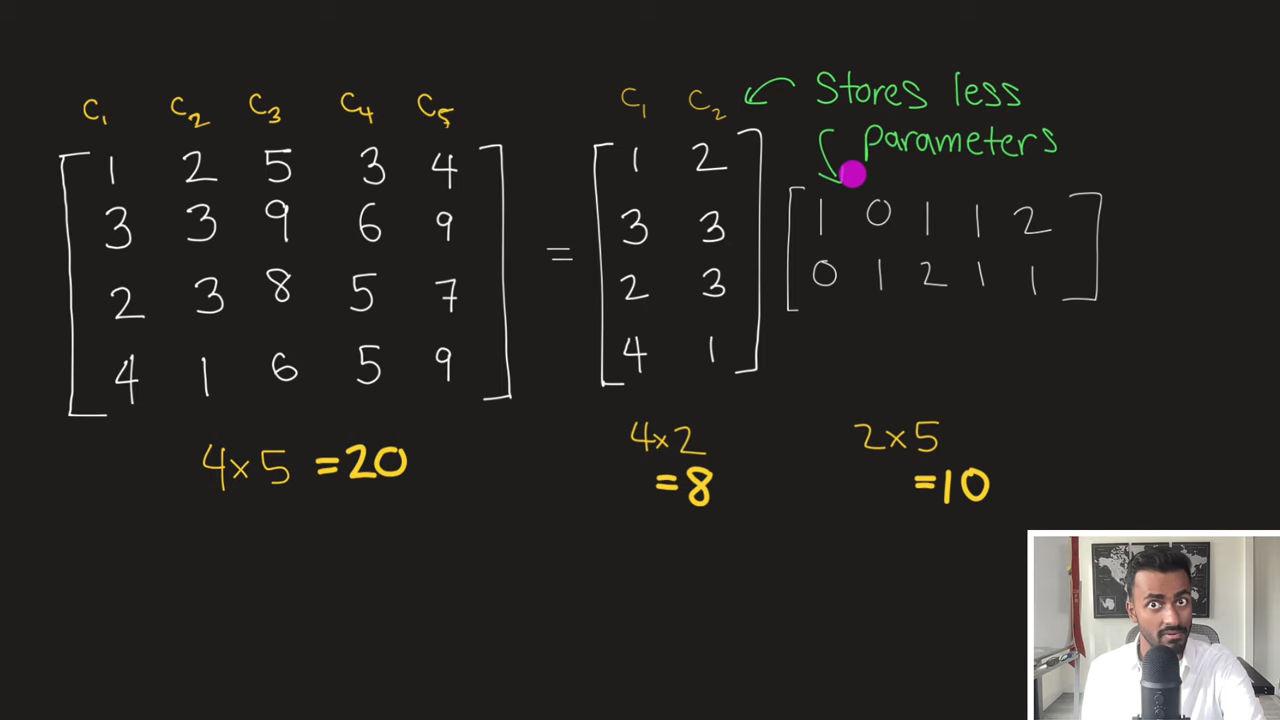 C₁ C₂ C₃ C₄ C₅
1 2 5 3 4
3 3 9 6 9
2 3 8 5 7
4 1 6 5 9
4×5 =20
=
C₁ C₂
1 2
3 3
2 3
4 1
4×2
=8
Stores less
parameters
1 0 1 1 2
0 1 2 1 1
2×5
=10